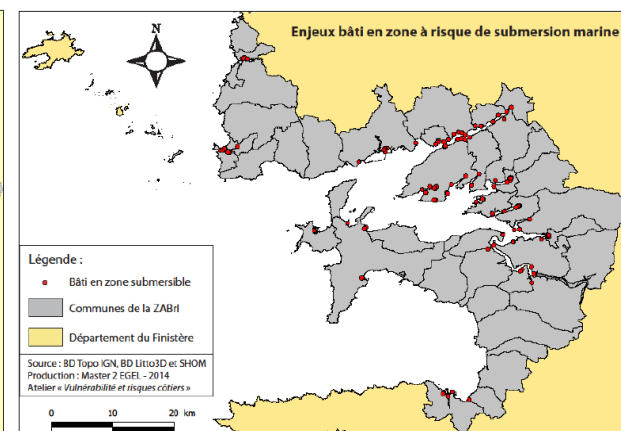 Enjeux bâti en zone à risque de submersion marine
N
Légende :
Bâti en zone submersible
Communes de la ZABrI
Département du Finistère
Source : BD Topo IGN, BD Litto3D et SHOM
Production : Master 2 EGEL - 2014
Atelier « Vulnérabilité et risques côtiers »
0 10 20 km